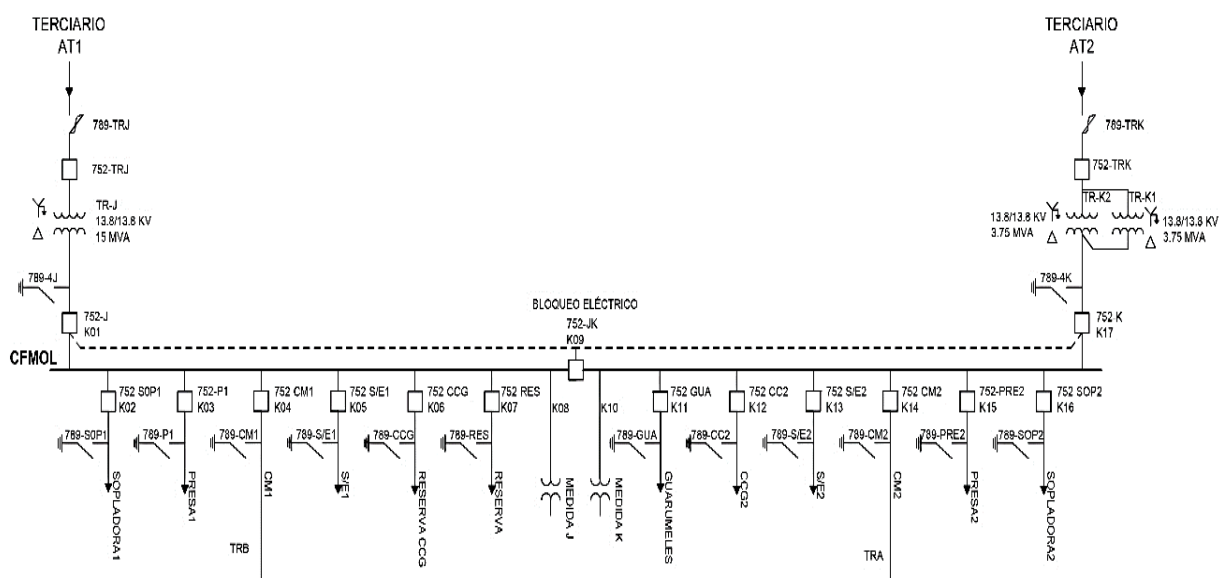 TERCIARIO
AT1
TERCIARIO
AT2
789-TRJ
789-TRK
752-TRJ
752-TRK
TR-J
13.8/13.8 KV
15 MVA
TR-K2
TR-K1
13.8/13.8 KV
3.75 MVA
13.8/13.8 KV
3.75 MVA
789-4J
789-4K
752-J
K01
BLOQUEO ELÉCTRICO
752-JK
K09
752 K
K17
CFMOL
752 S0P1
K02
752-P1
K03
752 CM1
K04
752 S/E1
K05
752 CCG
K06
752 RES
K07
K08
K10
752 GUA
K11
752 CC2
K12
752 S/E2
K13
752 CM2
K14
752-PRE2
K15
752 SOP2
K16
789-S0P1
789-P1
789-CM1
789-S/E1
789-CCG
789-RES
789-GUA
789-CC2
789-S/E2
789-CM2
789-PRE2
789-SOP2
SOPLADORA1
PRESA1
CM1
S/E1
RESERVA CCG
RESERVA
MEDIDA J
MEDIDA K
GUARUMELES
CCG2
S/E2
CM2
PRESA2
SOPLADORA2
TRB
TRA